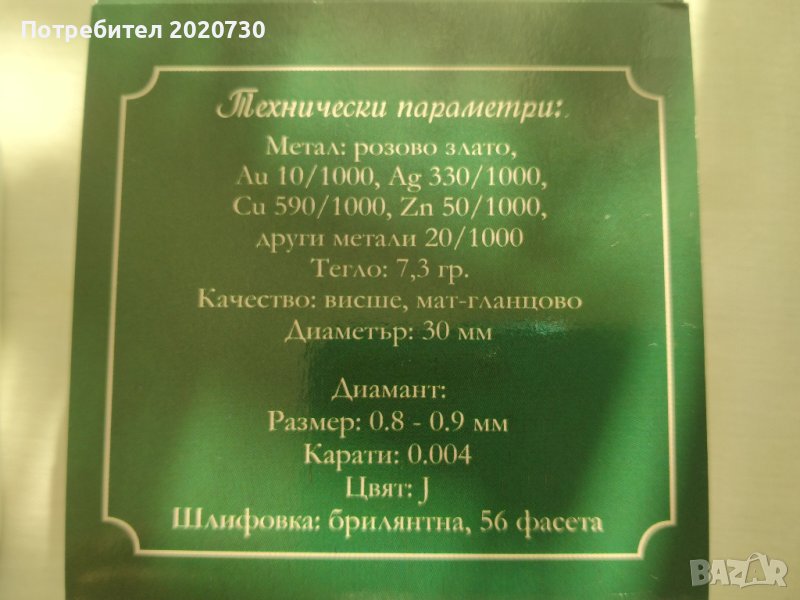 Потребител 2020730
Технически параметри:
Метал: розово злато,
Au 10/1000, Ag 330/1000,
Cu 590/1000, Zn 50/1000,
други метали 20/1000
Тегло: 7,3 гр.
Качество: висше, мат-гланцово
Диаметър: 30 мм
Диамант:
Размер: 0.8 - 0.9 мм
Карати: 0.004
Цвят: J
Шлифовка: брилянтна, 56 фасета
BAZAR